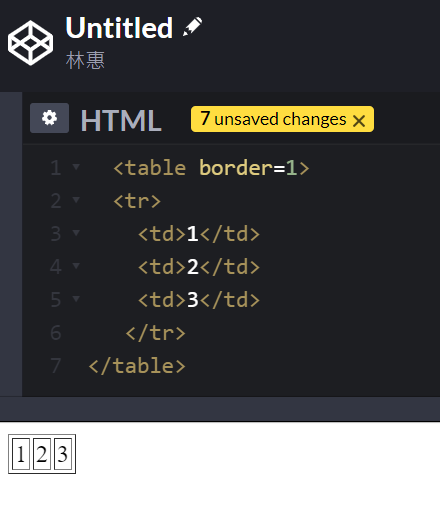 Untitled
林惠
HTML
7 unsaved changes ×
1 <table border=1>
2 <tr>
3 <td>1</td>
4 <td>2</td>
5 <td>3</td>
6 </tr>
7 </table>
1 2 3